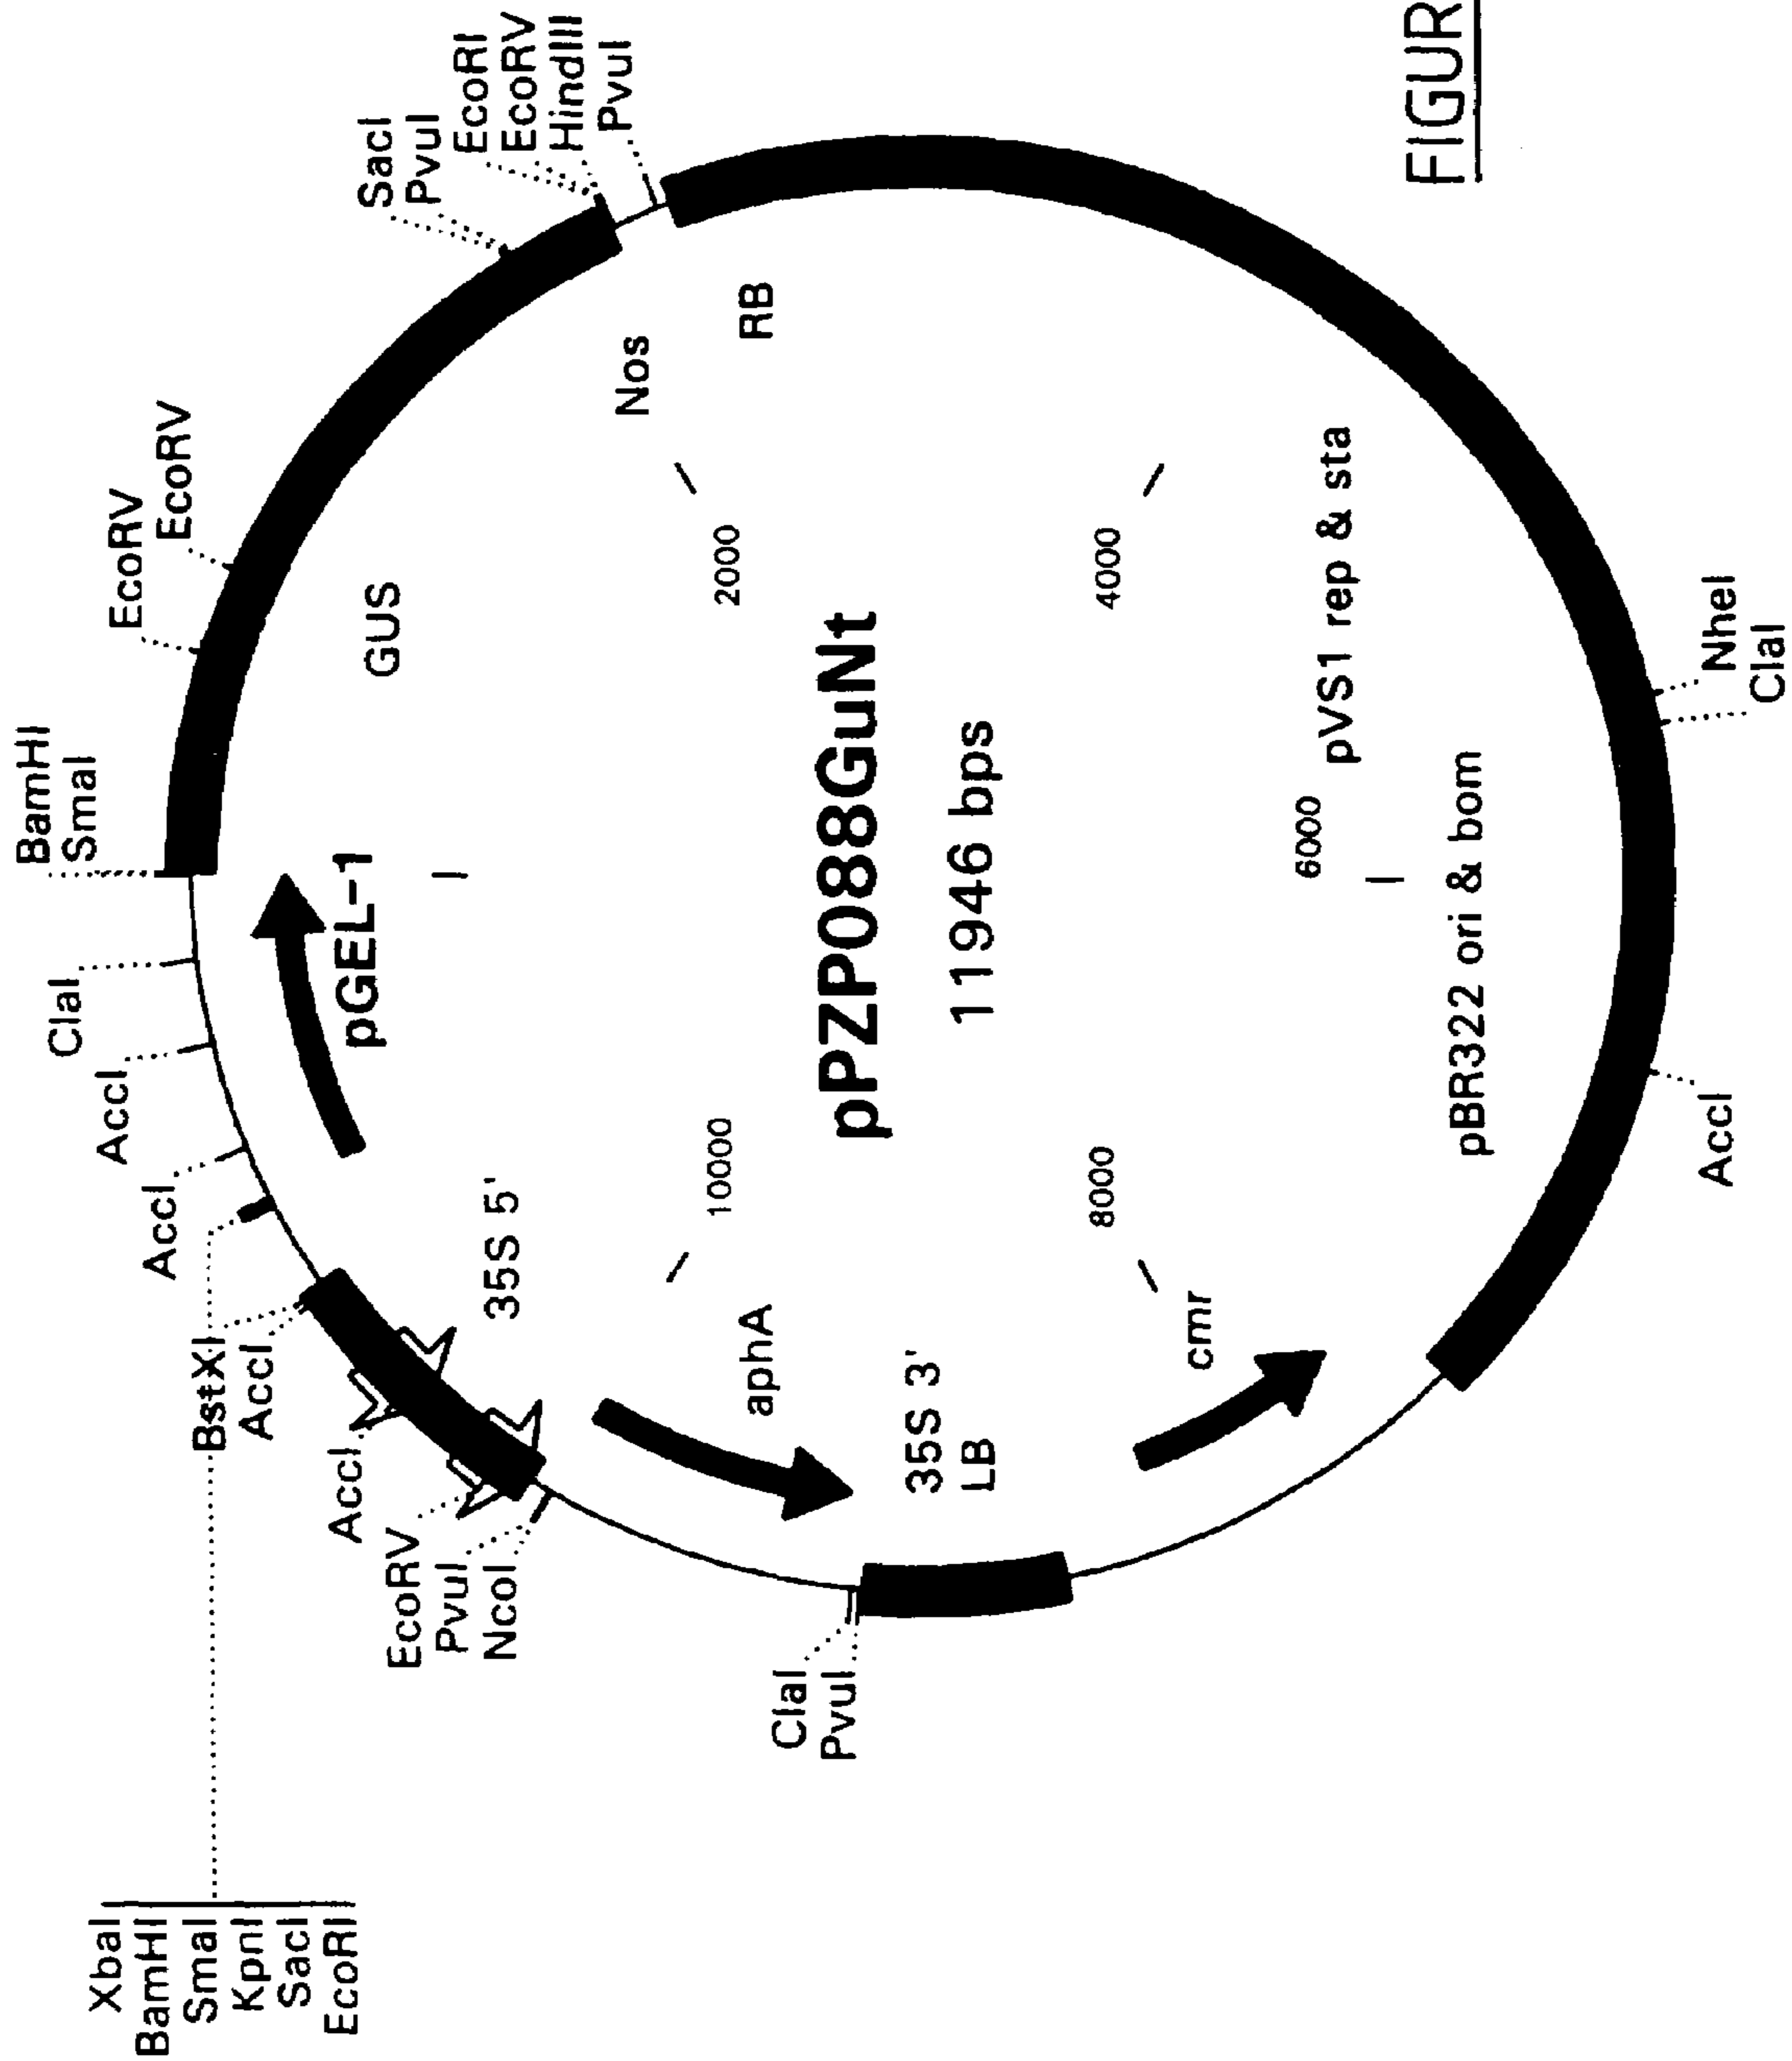 XbaI
BamHI
SmaI
KpnI
SacI
EcoRI
BstXI
AccI
AccI
AccI
ClaI
BamHI
SmaI
EcoRV
EcoRV
SacI
PvuI
EcoRI
EcoRV
HindIII
PvuI
AccI
EcoRV
PvuI
NcoI
ClaI
PvuI
pGEL-1
GUS
Nos
RB
35S 5'
aphA
35S 3'
LB
cmr
10000
2000
8000
4000
6000
pPZP088GuNt
11946 bps
pVS1 rep & sta
pBR322 ori & bom
AccI
NheI
ClaI
FIGUR